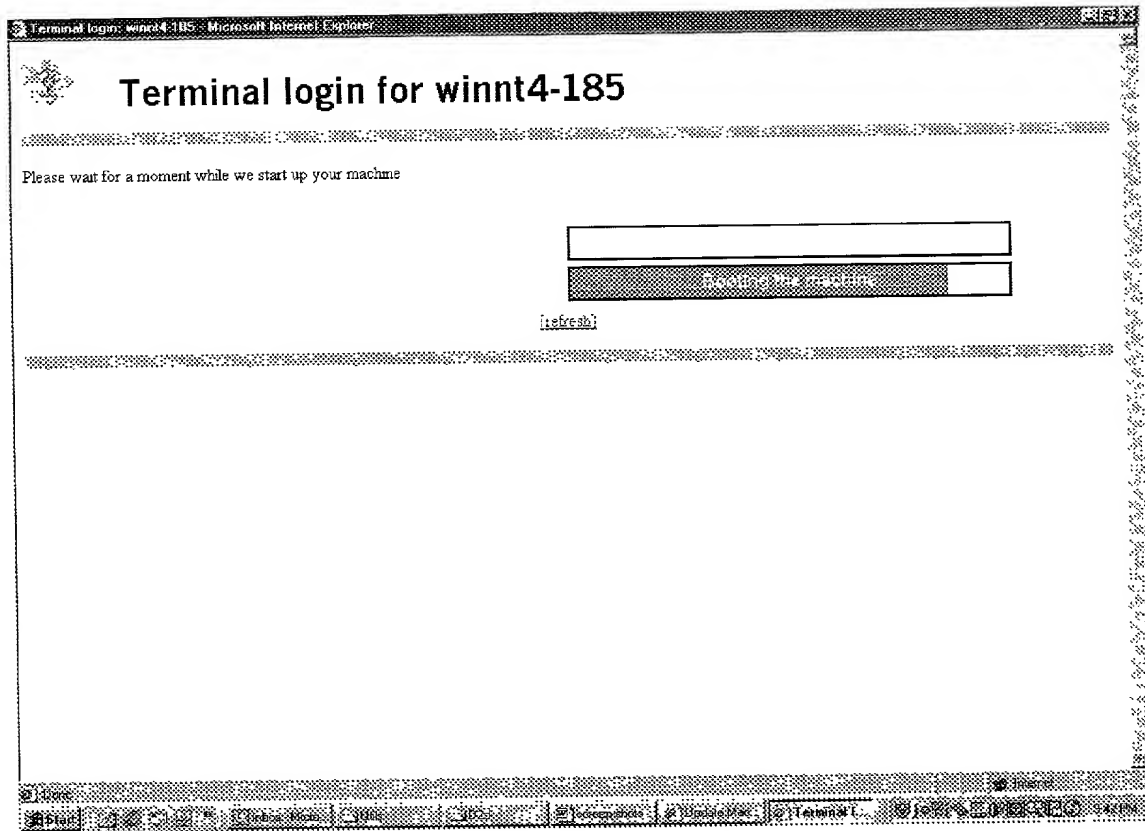 Terminal login: winnt4-185 - Microsoft Internet Explorer
Terminal login for winnt4-185
Please wait for a moment while we start up your machine
Booting the machine
[refresh]
Done
Internet
Start
Terminal l...